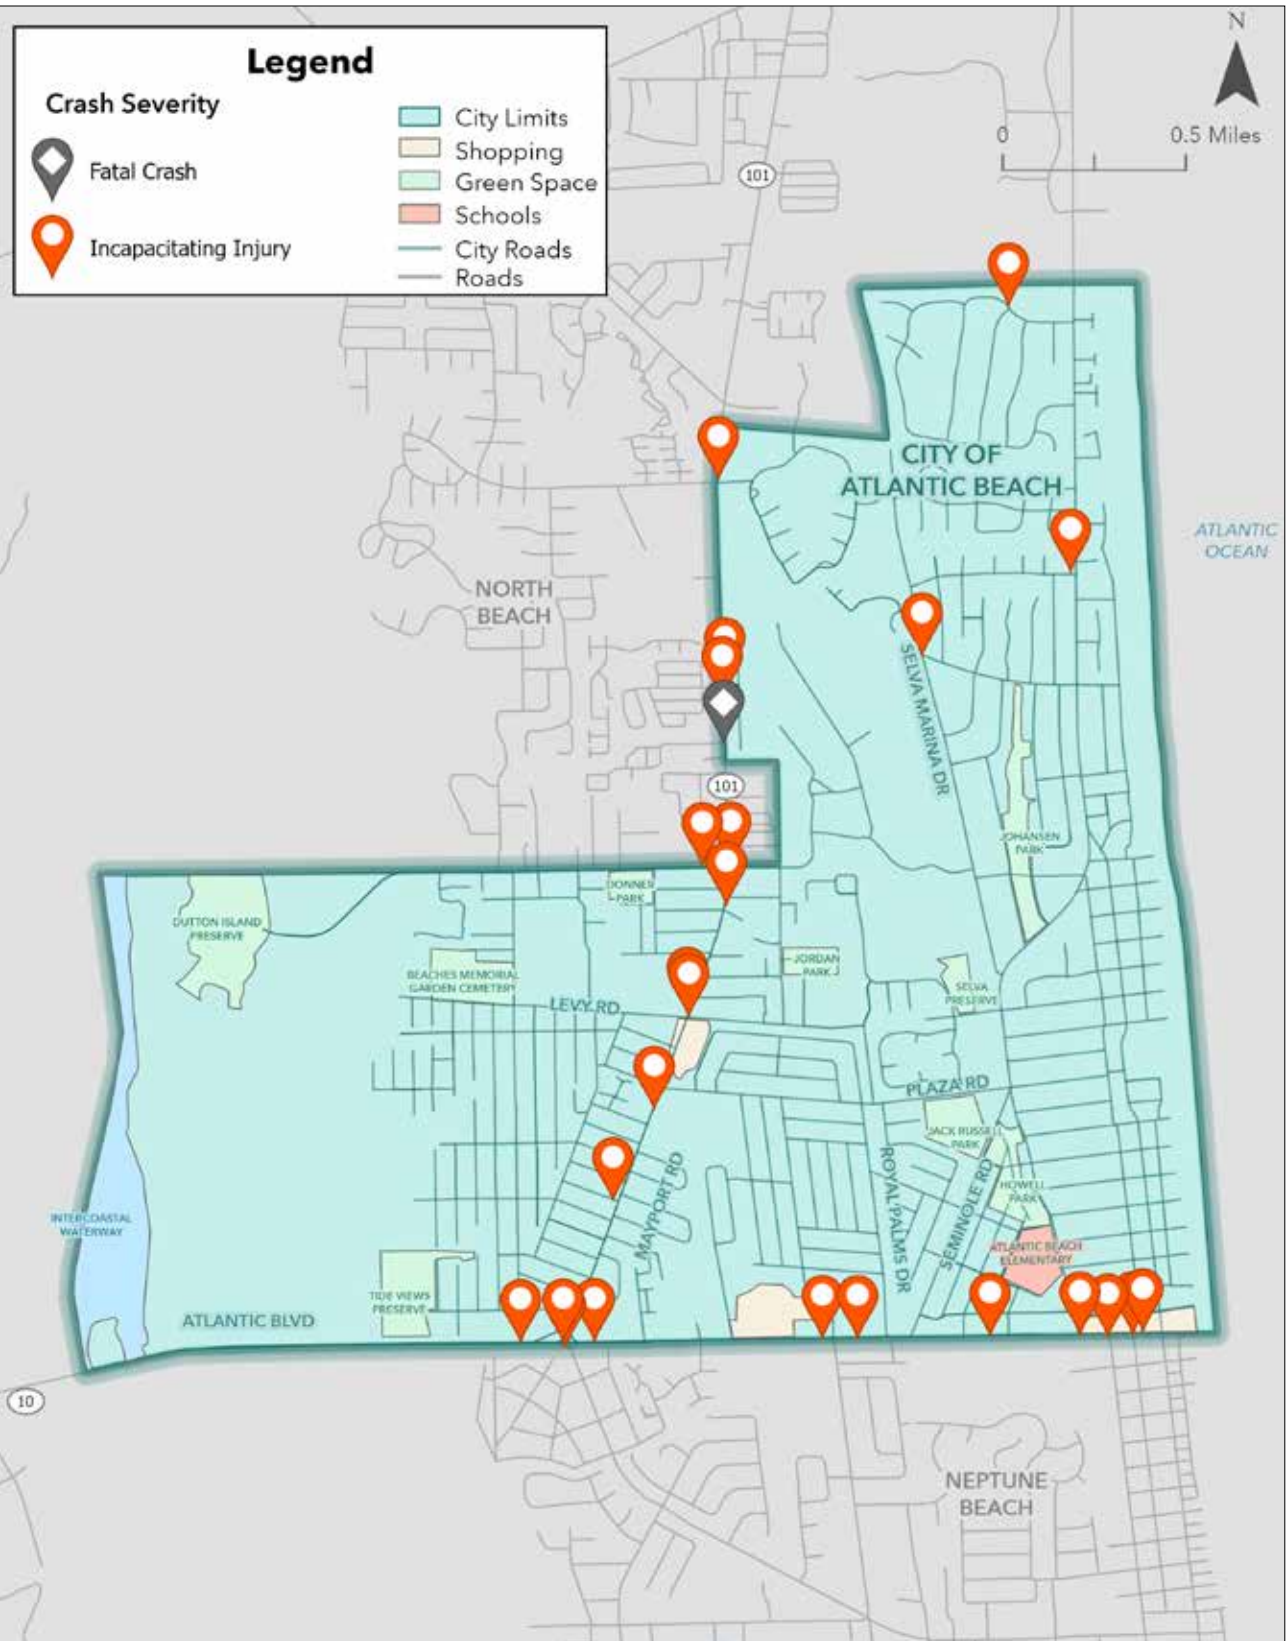 Legend
Crash Severity
Fatal Crash
Incapacitating Injury
City Limits
Shopping
Green Space
Schools
City Roads
Roads
N
0
0.5 Miles
101
CITY OF
ATLANTIC BEACH
ATLANTIC
OCEAN
NORTH
BEACH
SELVA MARINA DR
101
JOHANSEN
PARK
DONNER
PARK
DUTTON ISLAND
PRESERVE
BEACHES MEMORIAL
GARDEN CEMETERY
JORDAN
PARK
SELVA
PRESERVE
LEVY RD
PLAZA RD
JACK RUSSELL
PARK
HOWELL
PARK
MAYPORT RD
ROYAL PALMS DR
SEMINOLE RD
INTERCOASTAL
WATERWAY
ATLANTIC BEACH
ELEMENTARY
TIDE VIEWS
PRESERVE
ATLANTIC BLVD
10
NEPTUNE
BEACH